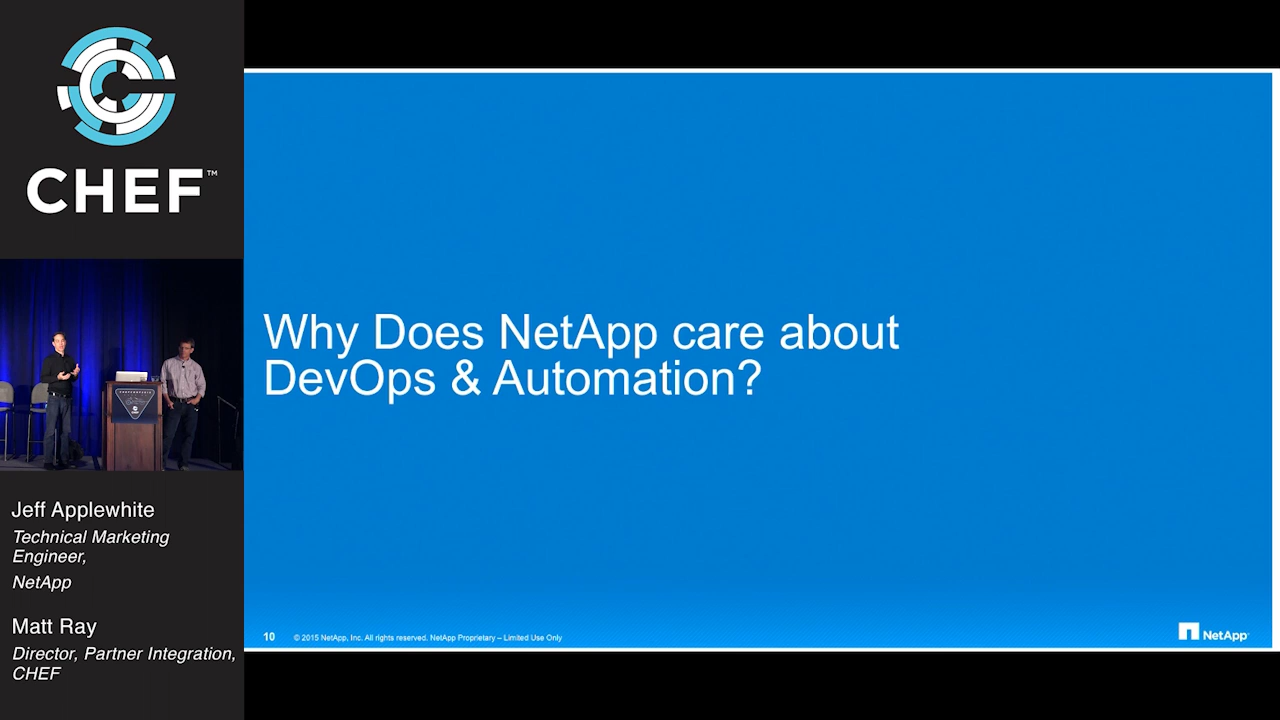 CHEF™
Jeff Applewhite
Technical Marketing
Engineer,
NetApp
Matt Ray
Director, Partner Integration,
CHEF
Why Does NetApp care about
DevOps & Automation?
10 © 2015 NetApp, Inc. All rights reserved. NetApp Proprietary – Limited Use Only
NetApp